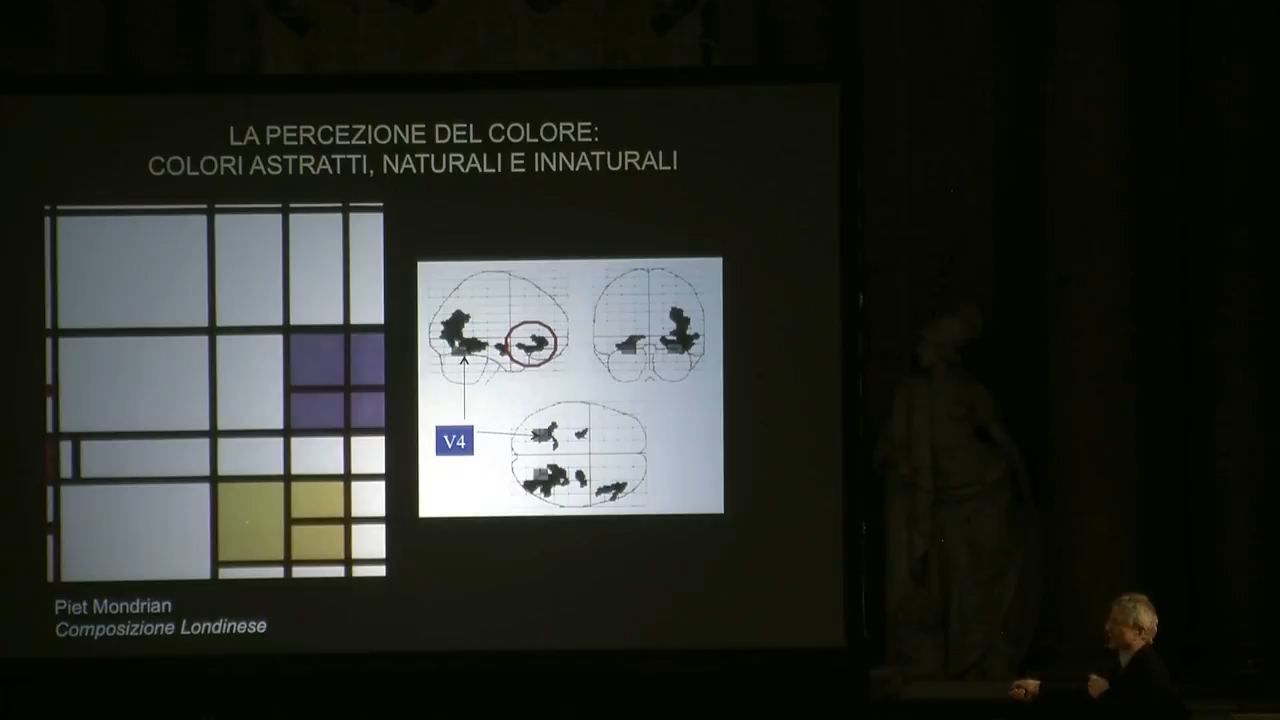 LA PERCEZIONE DEL COLORE:
COLORI ASTRATTI, NATURALI E INNATURALI
V4
Piet Mondrian
Composizione Londinese